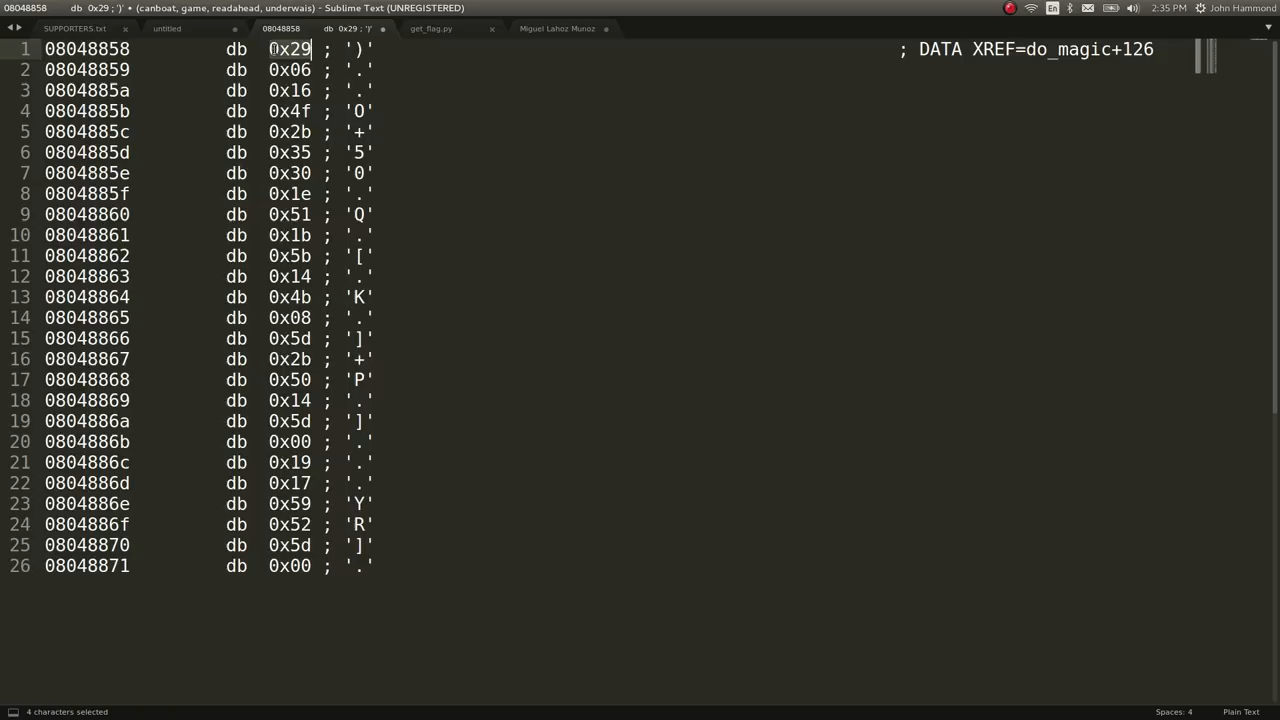 08048858 db 0x29 ; ')' • (canboat, game, readahead, underwais) - Sublime Text (UNREGISTERED)
En 2:35 PM John Hammond
SUPPORTERS.txt × untitled • 08048858 db 0x29 ; ')' • get_flag.py × Miguel Lahoz Munoz •
1 08048858 db 0x29 ; ')' ; DATA XREF=do_magic+126
2 08048859 db 0x06 ; '.'
3 0804885a db 0x16 ; '.'
4 0804885b db 0x4f ; 'O'
5 0804885c db 0x2b ; '+'
6 0804885d db 0x35 ; '5'
7 0804885e db 0x30 ; '0'
8 0804885f db 0x1e ; '.'
9 08048860 db 0x51 ; 'Q'
10 08048861 db 0x1b ; '.'
11 08048862 db 0x5b ; '['
12 08048863 db 0x14 ; '.'
13 08048864 db 0x4b ; 'K'
14 08048865 db 0x08 ; '.'
15 08048866 db 0x5d ; ']'
16 08048867 db 0x2b ; '+'
17 08048868 db 0x50 ; 'P'
18 08048869 db 0x14 ; '.'
19 0804886a db 0x5d ; ']'
20 0804886b db 0x00 ; '.'
21 0804886c db 0x19 ; '.'
22 0804886d db 0x17 ; '.'
23 0804886e db 0x59 ; 'Y'
24 0804886f db 0x52 ; 'R'
25 08048870 db 0x5d ; ']'
26 08048871 db 0x00 ; '.'
4 characters selected Spaces: 4 Plain Text